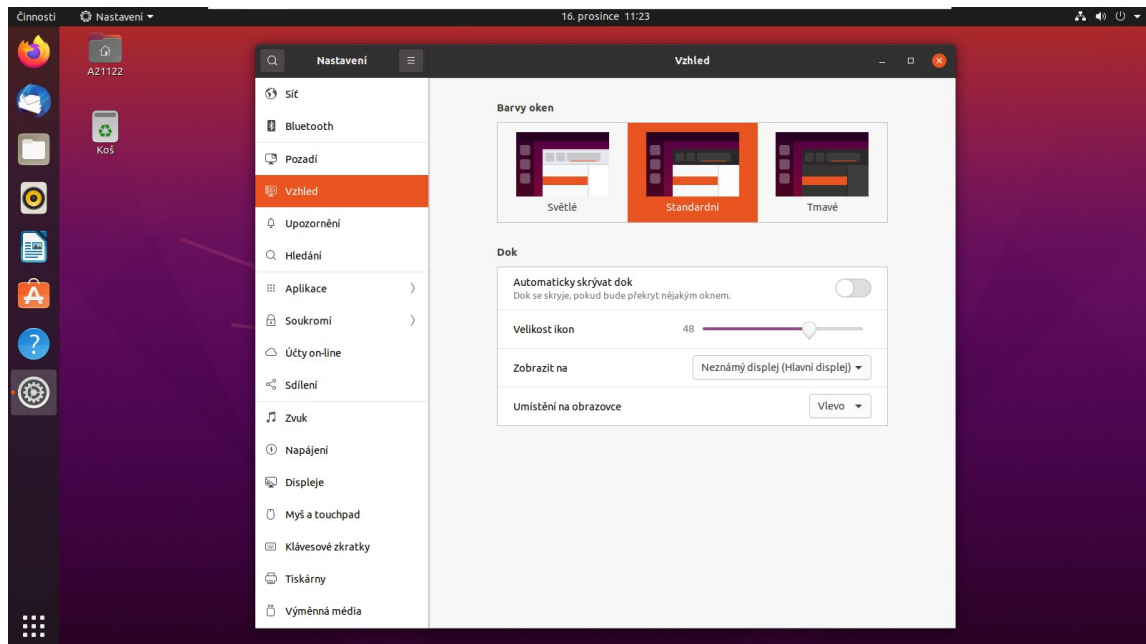 Činnosti
Nastavení
16. prosince 11:23
A21122
Koš
Nastavení
Vzhled
Síť
Bluetooth
Pozadí
Vzhled
Upozornění
Hledání
Aplikace
Soukromí
Účty on-line
Sdílení
Zvuk
Napájení
Displeje
Myš a touchpad
Klávesové zkratky
Tiskárny
Výměnná média
Barvy oken
Světlé
Standardní
Tmavé
Dok
Automaticky skrývat dok
Dok se skryje, pokud bude překryt nějakým oknem.
Velikost ikon 48
Zobrazit na Neznámý displej (Hlavní displej)
Umístění na obrazovce Vlevo